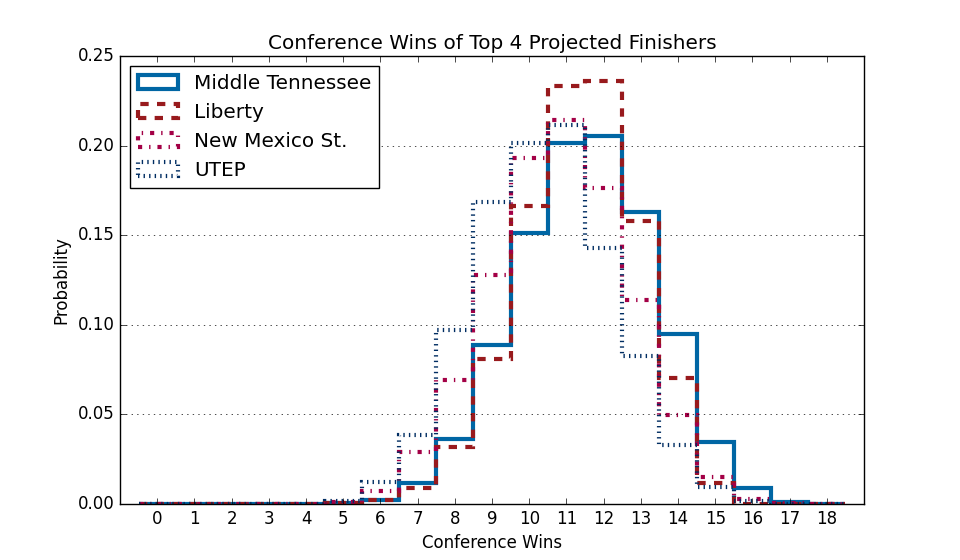 Conference Wins of Top 4 Projected Finishers
0.25
0.20
0.15
0.10
0.05
0.00
Probability
Middle Tennessee
Liberty
New Mexico St.
UTEP
0 1 2 3 4 5 6 7 8 9 10 11 12 13 14 15 16 17 18
Conference Wins